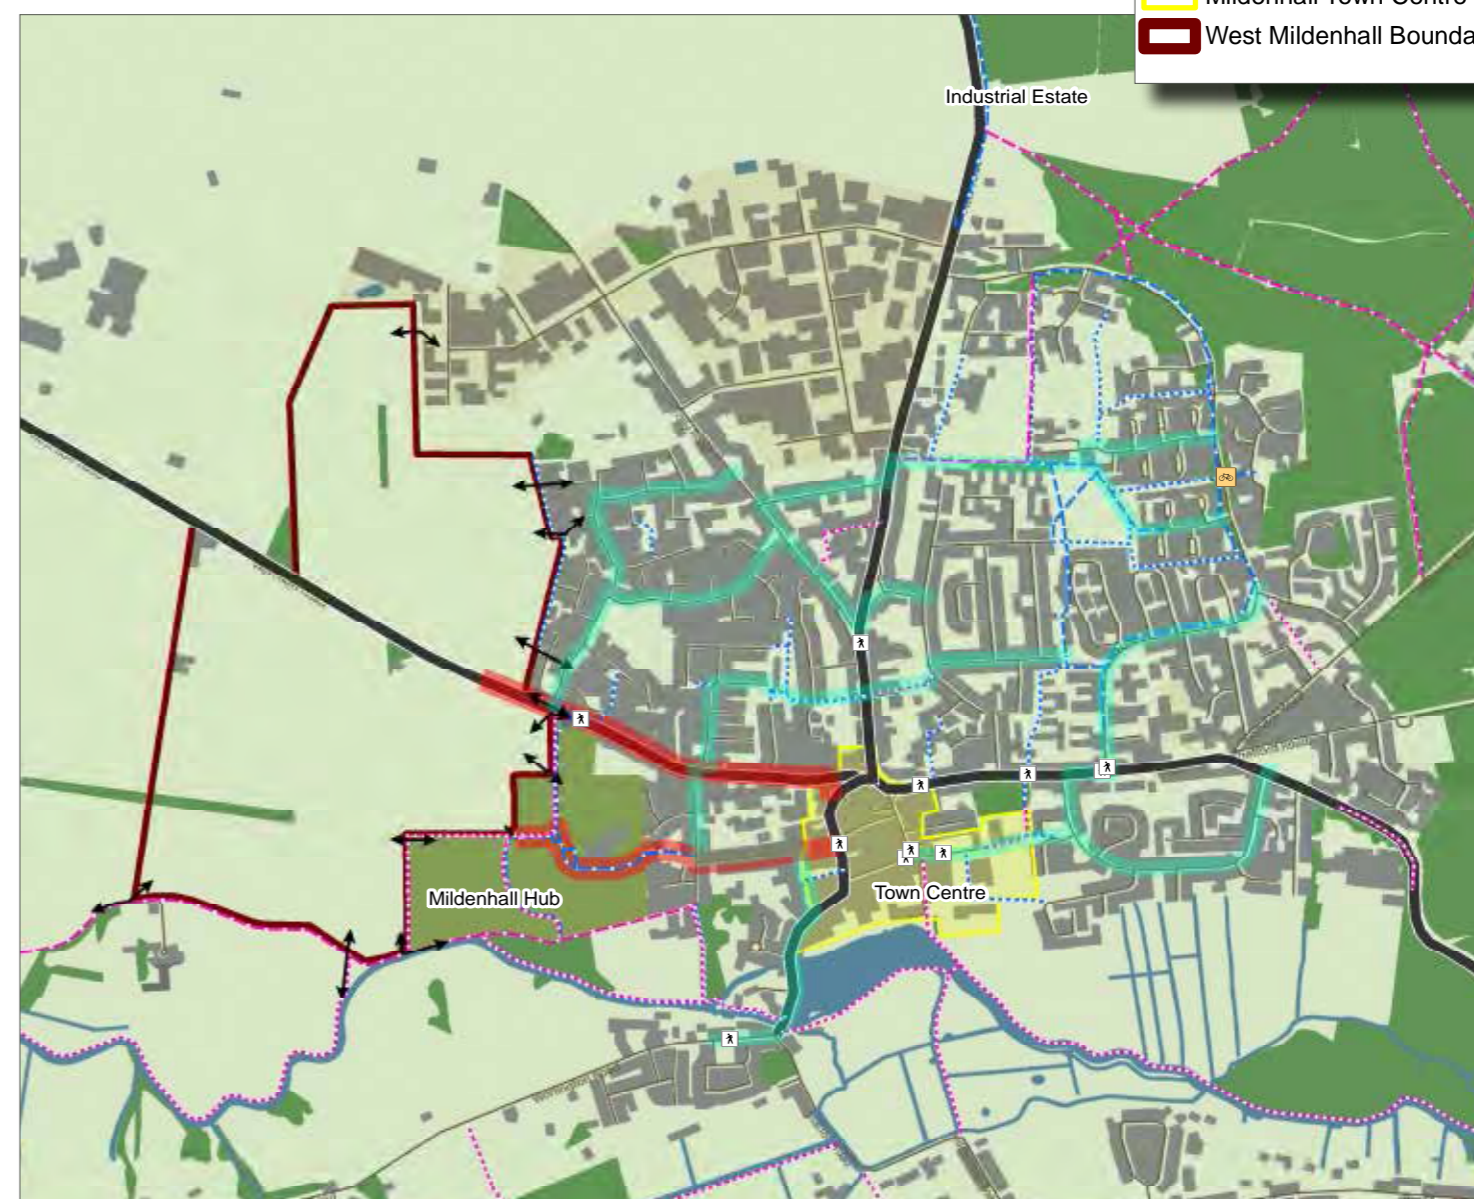 Mildenhall Town Centre
West Mildenhall Bounda
Industrial Estate
Mildenhall Hub
Town Centre